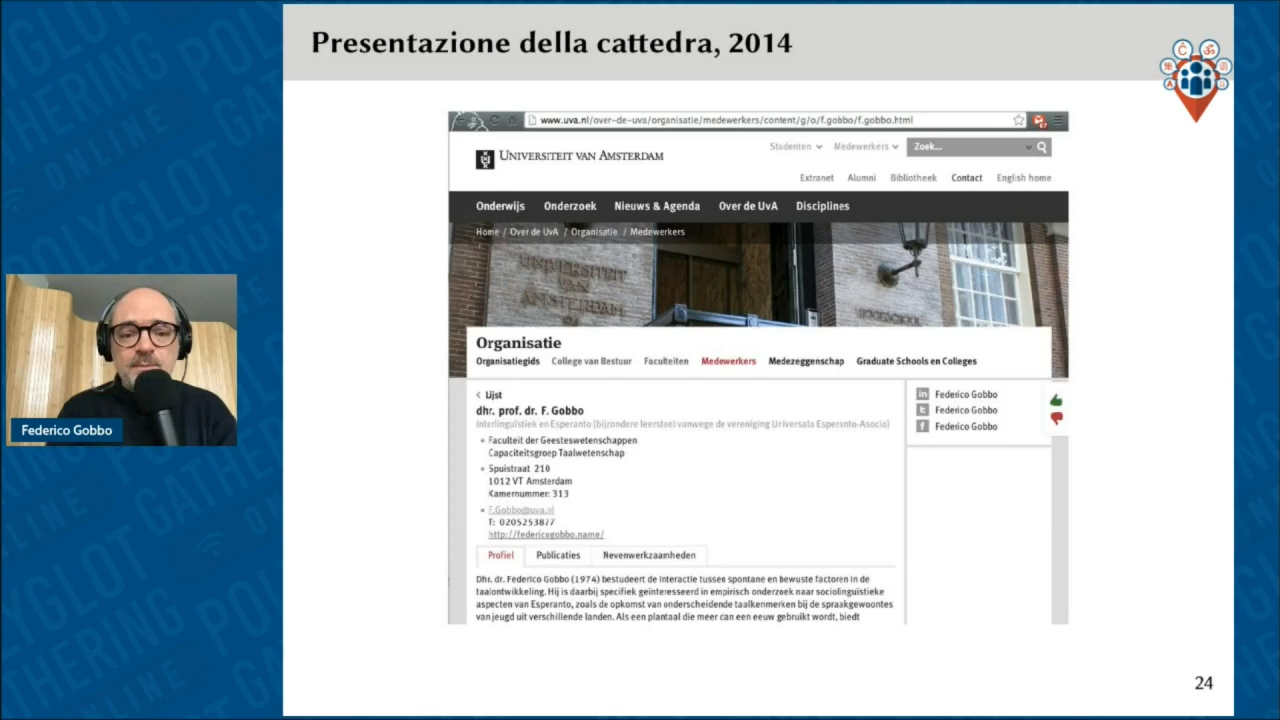 Presentazione della cattedra, 2014
www.uva.nl/over-de-uva/organisatie/medewerkers/content/g/o/f.gobbo/f.gobbo.html
UNIVERSITEIT VAN AMSTERDAM
Studenten
Medewerkers
Zoek...
Extranet Alumni Bibliotheek Contact English home
Onderwijs Onderzoek Nieuws & Agenda Over de UvA Disciplines
Home / Over de UvA / Organisatie / Medewerkers
UNIVERSITEIT
VAN
AMSTERDAM
Organisatie
Organisatiegids College van Bestuur Faculteiten Medewerkers Medezeggenschap Graduate Schools en Colleges
< Lijst
dhr. prof. dr. F. Gobbo
Interlinguïstiek en Esperanto (bijzondere leerstoel vanwege de vereniging Universala Esperanto-Asocio)
Faculteit der Geesteswetenschappen
Capaciteitsgroep Taalwetenschap
Spuistraat 210
1012 VT Amsterdam
Kamernummer: 313
F.Gobbo@uva.nl
T: 0205253877
http://federicogobbo.name/
Profiel Publicaties Nevenwerkzaamheden
Dhr. dr. Federico Gobbo (1974) bestudeert de interactie tussen spontane en bewuste factoren in de
taalontwikkeling. Hij is daarbij specifiek geïnteresseerd in empirisch onderzoek naar sociolinguïstieke
aspecten van Esperanto, zoals de opkomst van onderscheidende taalkenmerken bij de spraakgewoontes
van jeugd uit verschillende landen. Als een plantaal die meer can een eeuw gebruikt wordt, biedt
in Federico Gobbo
t Federico Gobbo
f Federico Gobbo
Federico Gobbo
24